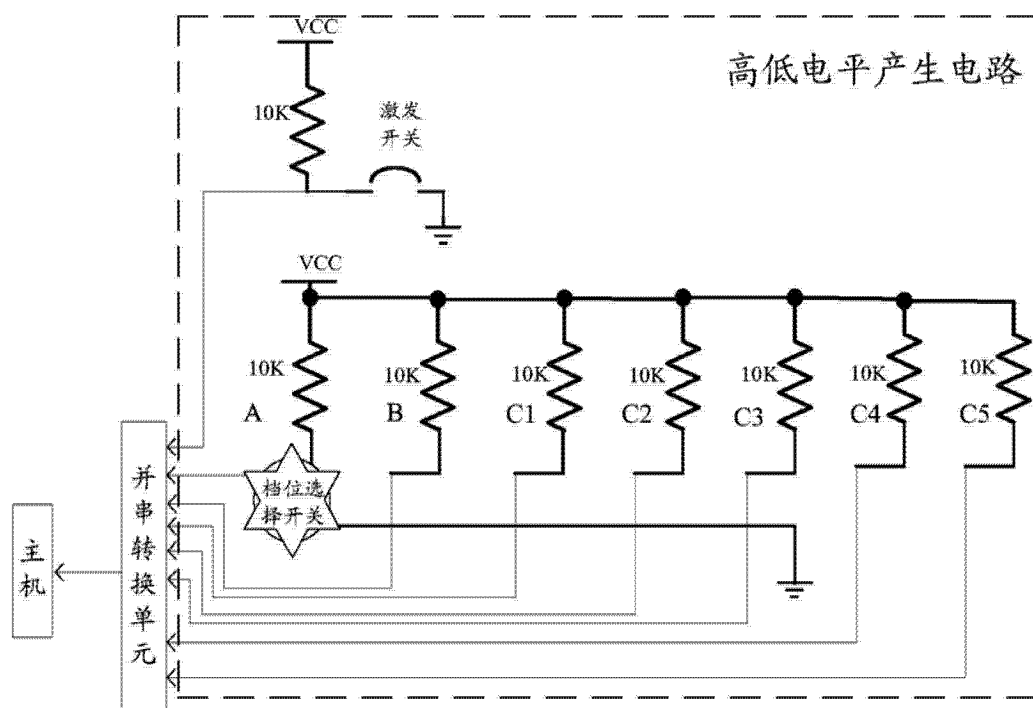 VCC
高低电平产生电路
10K
激发
开关
VCC
10K
10K
10K
10K
10K
10K
10K
A
B
C1
C2
C3
C4
C5
档位选
择开关
并串转换单元
主机